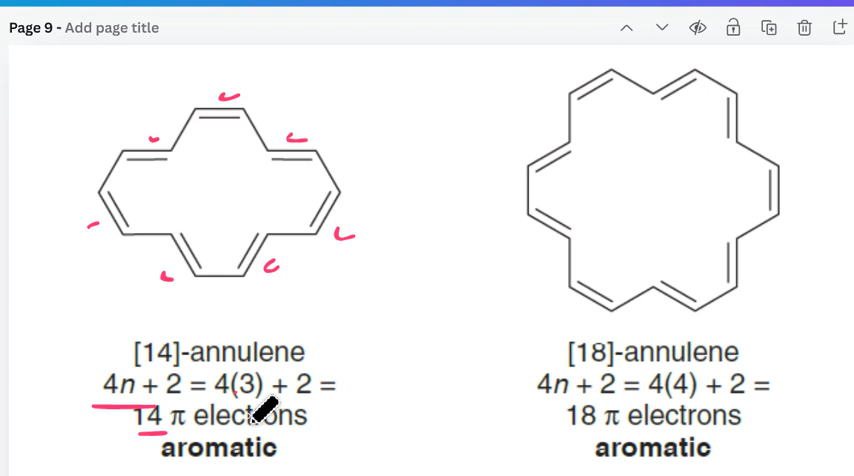 Page 9 - Add page title
[14]-annulene
4n + 2 = 4(3) + 2 =
14 π electrons
aromatic
[18]-annulene
4n + 2 = 4(4) + 2 =
18 π electrons
aromatic